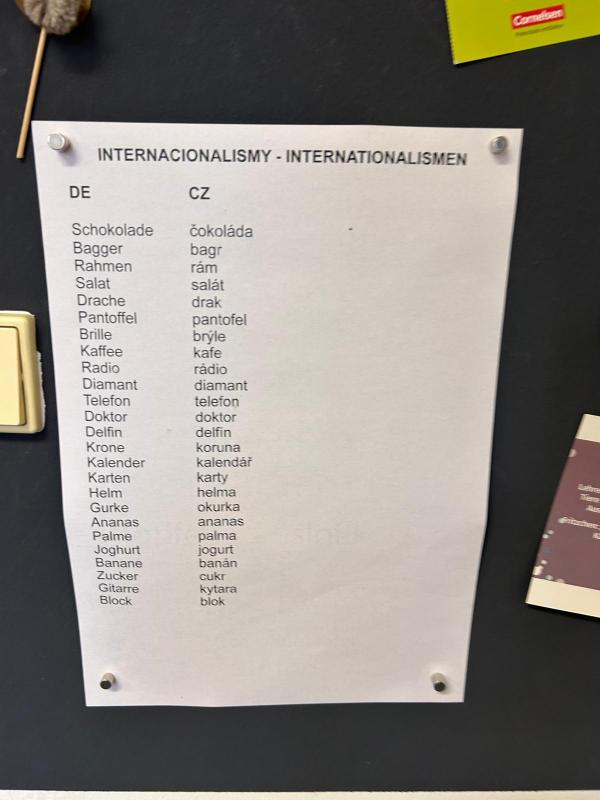 Cornelsen
INTERNACIONALISMY - INTERNATIONALISMEN
DE CZ
Schokolade čokoláda
Bagger bagr
Rahmen rám
Salat salát
Drache drak
Pantoffel pantofel
Brille brýle
Kaffee kafe
Radio rádio
Diamant diamant
Telefon telefon
Doktor doktor
Delfin delfin
Krone koruna
Kalender kalendář
Karten karty
Helm helma
Gurke okurka
Ananas ananas
Palme palma
Joghurt jogurt
Banane banán
Zucker cukr
Gitarre kytara
Block blok